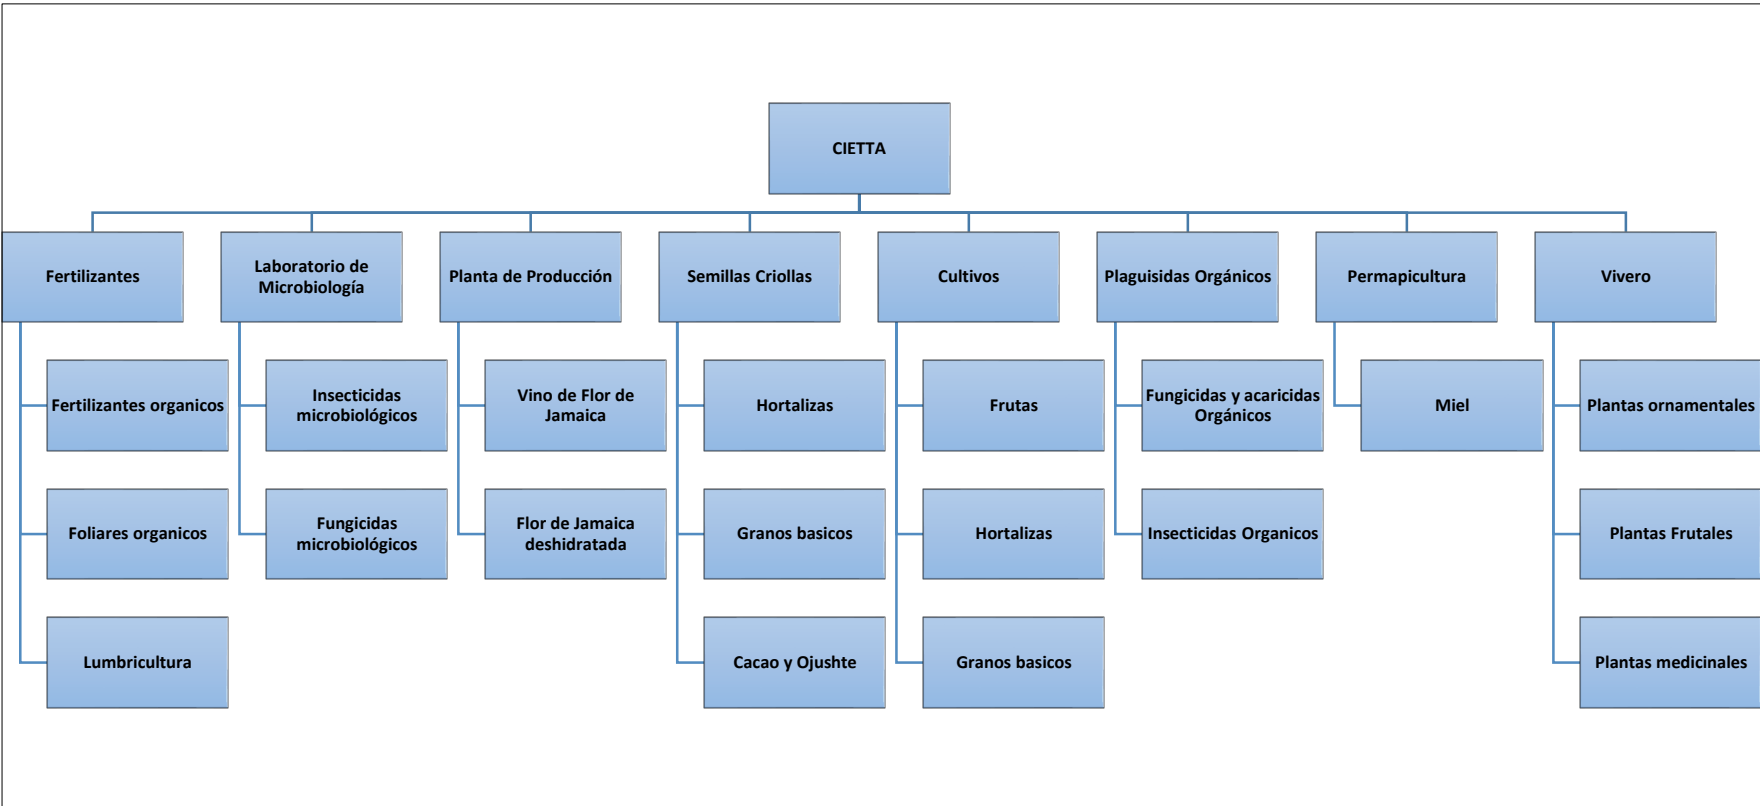 CIETTA
Fertilizantes
Laboratorio de
Microbiología
Planta de Producción
Semillas Criollas
Cultivos
Plaguisidas Orgánicos
Permapicultura
Vivero
Fertilizantes organicos
Insecticidas
microbiológicos
Vino de Flor de
Jamaica
Hortalizas
Frutas
Fungicidas y acaricidas
Orgánicos
Miel
Plantas ornamentales
Foliares organicos
Fungicidas
microbiológicos
Flor de Jamaica
deshidratada
Granos basicos
Hortalizas
Insecticidas Organicos
Plantas Frutales
Lumbricultura
Cacao y Ojushte
Granos basicos
Plantas medicinales